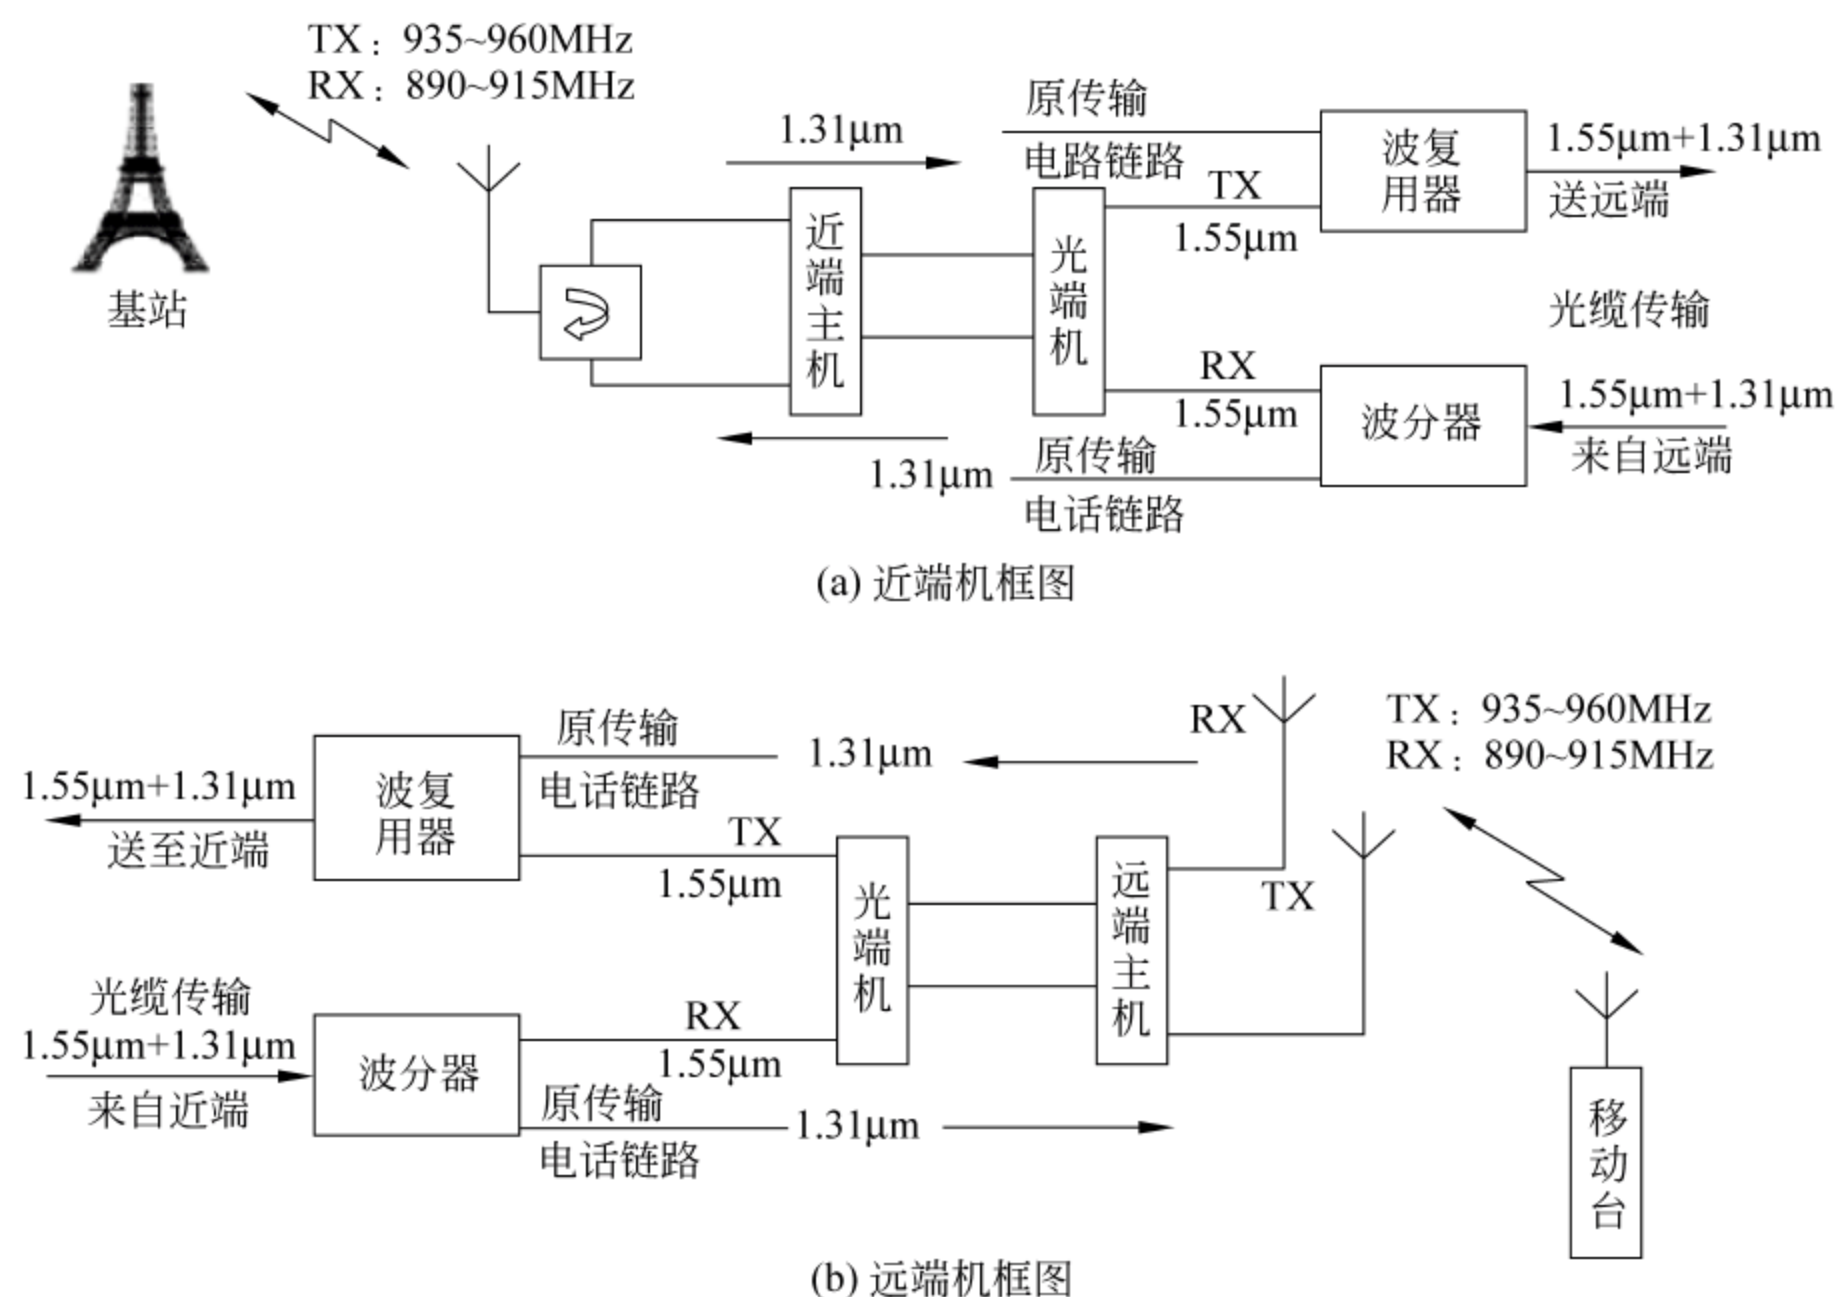 TX：935~960MHz
RX：890~915MHz
基站
1.31μm
近端主机
光端机
原传输
电路链路
TX
1.55μm
波复
用器
1.55μm+1.31μm
送远端
光缆传输
RX
1.55μm
波分器
1.55μm+1.31μm
来自远端
1.31μm
原传输
电话链路
(a) 近端机框图
1.55μm+1.31μm
送至近端
波复
用器
原传输
电话链路
1.31μm
TX
1.55μm
光端机
远端主机
RX
TX
TX：935~960MHz
RX：890~915MHz
光缆传输
1.55μm+1.31μm
来自近端
波分器
RX
1.55μm
原传输
电话链路
1.31μm
移动台
(b) 远端机框图